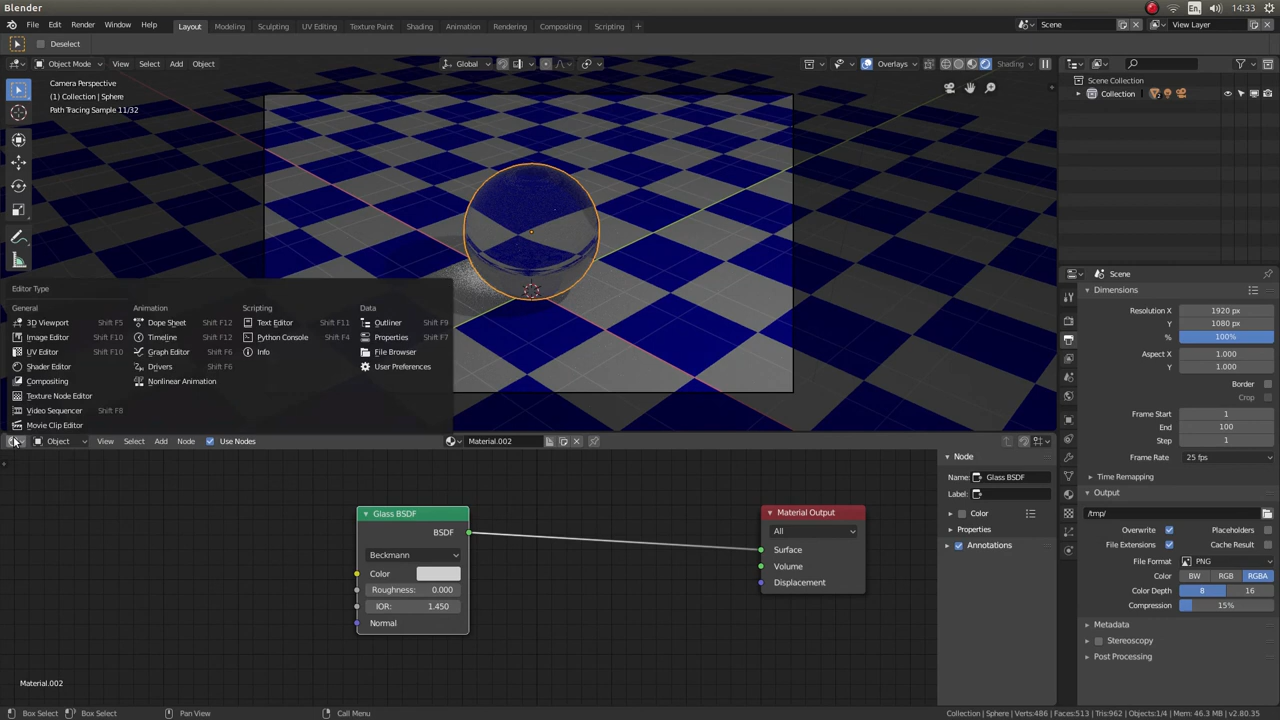 Blender
En
14:33
File Edit Render Window Help
Layout Modeling Sculpting UV Editing Texture Paint Shading Animation Rendering Compositing Scripting +
Scene
View Layer
Deselect
Object Mode View Select Add Object
Global
Overlays
Shading
Camera Perspective
(1) Collection | Sphere
Path Tracing Sample 11/32
Scene Collection
Collection
Editor Type
General
3D Viewport Shift F5
Image Editor Shift F10
UV Editor Shift F10
Shader Editor Shift F3
Compositing
Texture Node Editor
Video Sequencer Shift F8
Movie Clip Editor
Animation
Dope Sheet Shift F12
Timeline
Graph Editor Shift F6
Drivers Shift F6
Nonlinear Animation
Scripting
Text Editor Shift F11
Python Console Shift F4
Info
Data
Outliner Shift F9
Properties Shift F7
File Browser
User Preferences
Object View Select Add Node Use Nodes
Material.002
Glass BSDF
BSDF
Beckmann
Color
Roughness: 0.000
IOR: 1.450
Normal
Material Output
All
Surface
Volume
Displacement
Material.002
Node
Name: Glass BSDF
Label:
Color
Properties
Annotations
Scene
Dimensions
Resolution X 1920 px
Y 1080 px
% 100%
Aspect X 1.000
Y 1.000
Border
Crop
Frame Start 1
End 100
Step 1
Frame Rate 25 fps
Time Remapping
Output
/tmp/
Overwrite Placeholders
File Extensions Cache Result
File Format PNG
Color BW RGB RGBA
Color Depth 8 16
Compression 15%
Metadata
Stereoscopy
Post Processing
Box Select Box Select Pan View Call Menu
Collection | Sphere | Verts:486 | Faces:513 | Tris:962 | Objects:1/4 | Mem: 46.3 MB | v2.80.35